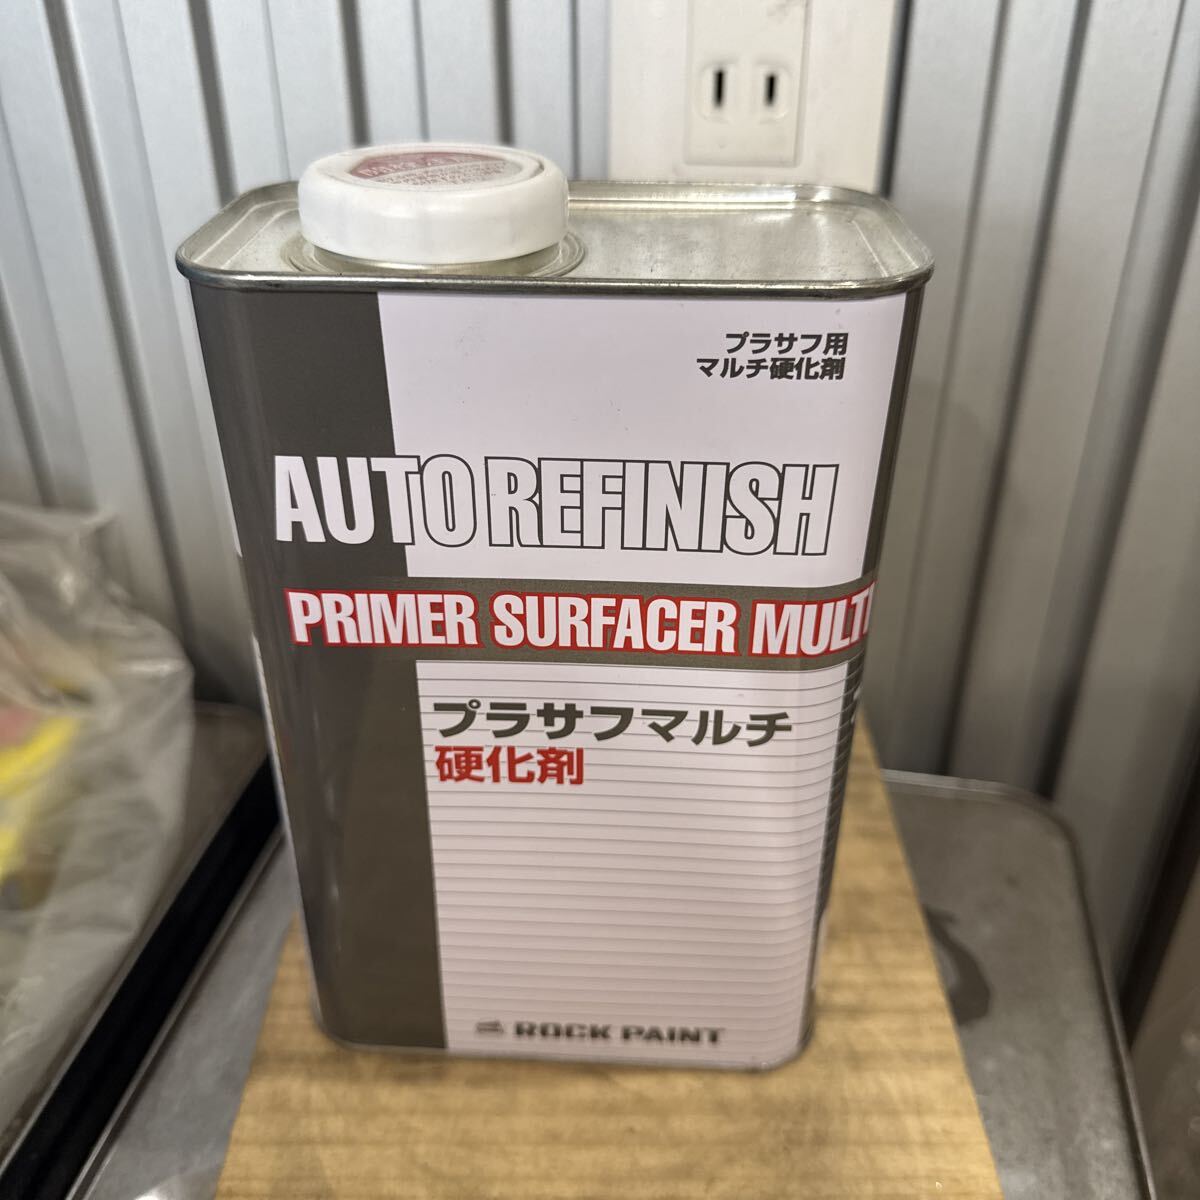 プラサフ用
マルチ硬化剤
AUTO REFINISH
PRIMER SURFACER MULTI
プラサフマルチ
硬化剤
ROCK PAINT